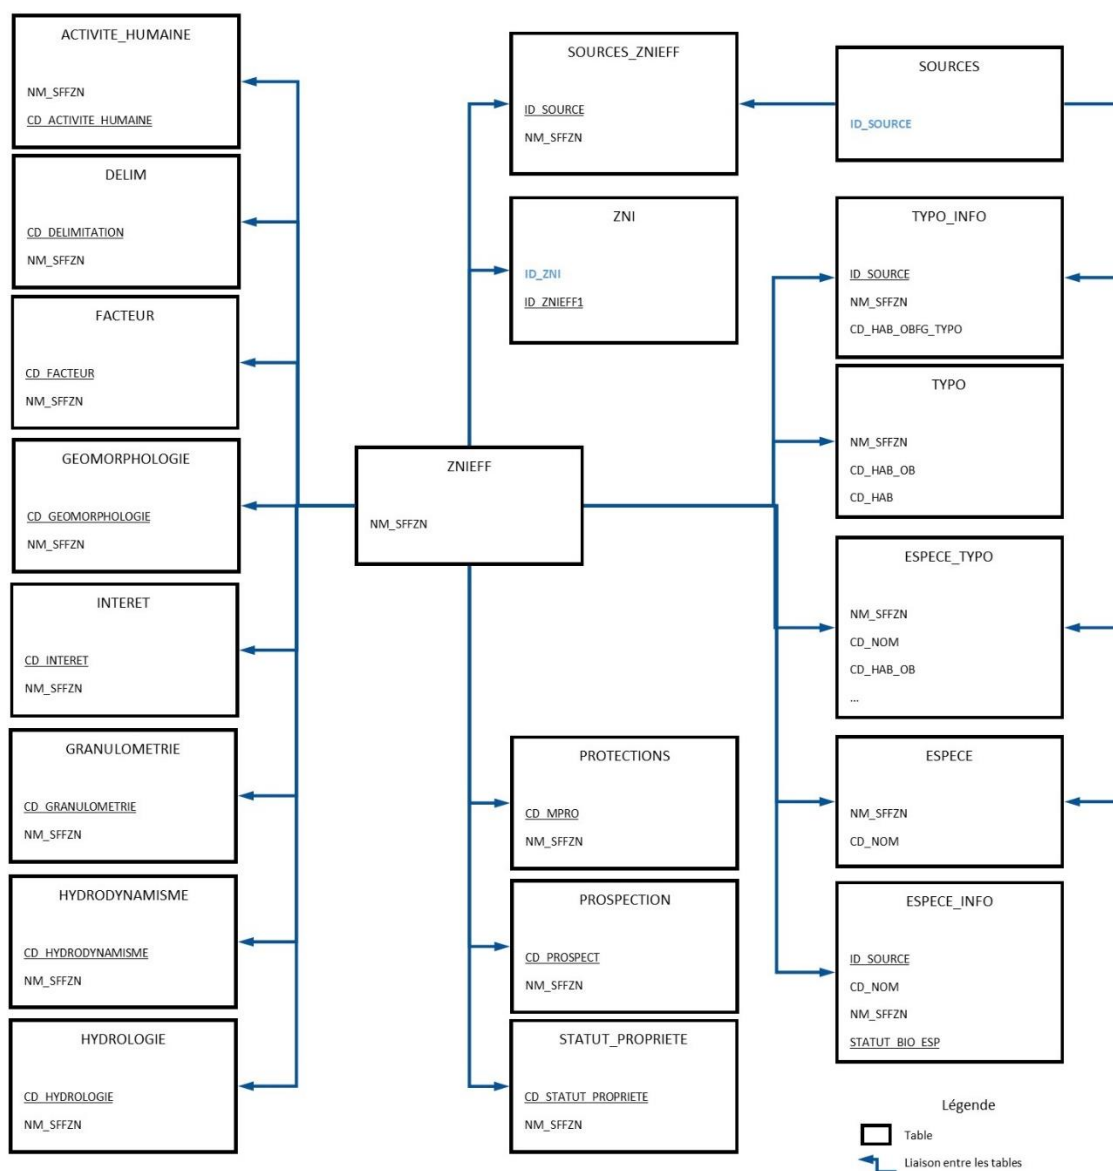 ACTIVITE_HUMAINE
NM_SFFZN
CD_ACTIVITE_HUMAINE
DELIM
CD_DELIMITATION
NM_SFFZN
FACTEUR
CD_FACTEUR
NM_SFFZN
GEOMORPHOLOGIE
CD_GEOMORPHOLOGIE
NM_SFFZN
INTERET
CD_INTERET
NM_SFFZN
GRANULOMETRIE
CD_GRANULOMETRIE
NM_SFFZN
HYDRODYNAMISME
CD_HYDRODYNAMISME
NM_SFFZN
HYDROLOGIE
CD_HYDROLOGIE
NM_SFFZN
ZNIEFF
NM_SFFZN
SOURCES_ZNIEFF
ID_SOURCE
NM_SFFZN
ZNI
ID_ZNI
ID_ZNIEFF1
PROTECTIONS
CD_MPRO
NM_SFFZN
PROSPECTION
CD_PROSPECT
NM_SFFZN
STATUT_PROPRIETE
CD_STATUT_PROPRIETE
NM_SFFZN
SOURCES
ID_SOURCE
TYPO_INFO
ID_SOURCE
NM_SFFZN
CD_HAB_OBFG_TYPO
TYPO
NM_SFFZN
CD_HAB_OB
CD_HAB
ESPECE_TYPO
NM_SFFZN
CD_NOM
CD_HAB_OB
...
ESPECE
NM_SFFZN
CD_NOM
ESPECE_INFO
ID_SOURCE
CD_NOM
NM_SFFZN
STATUT_BIO_ESP
Légende
Table
Liaison entre les tables